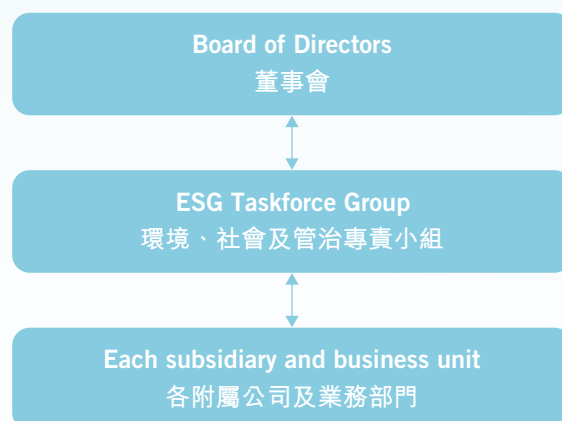 Board of Directors
董事會
ESG Taskforce Group
環境、社會及管治專責小組
Each subsidiary and business unit
各附屬公司及業務部門